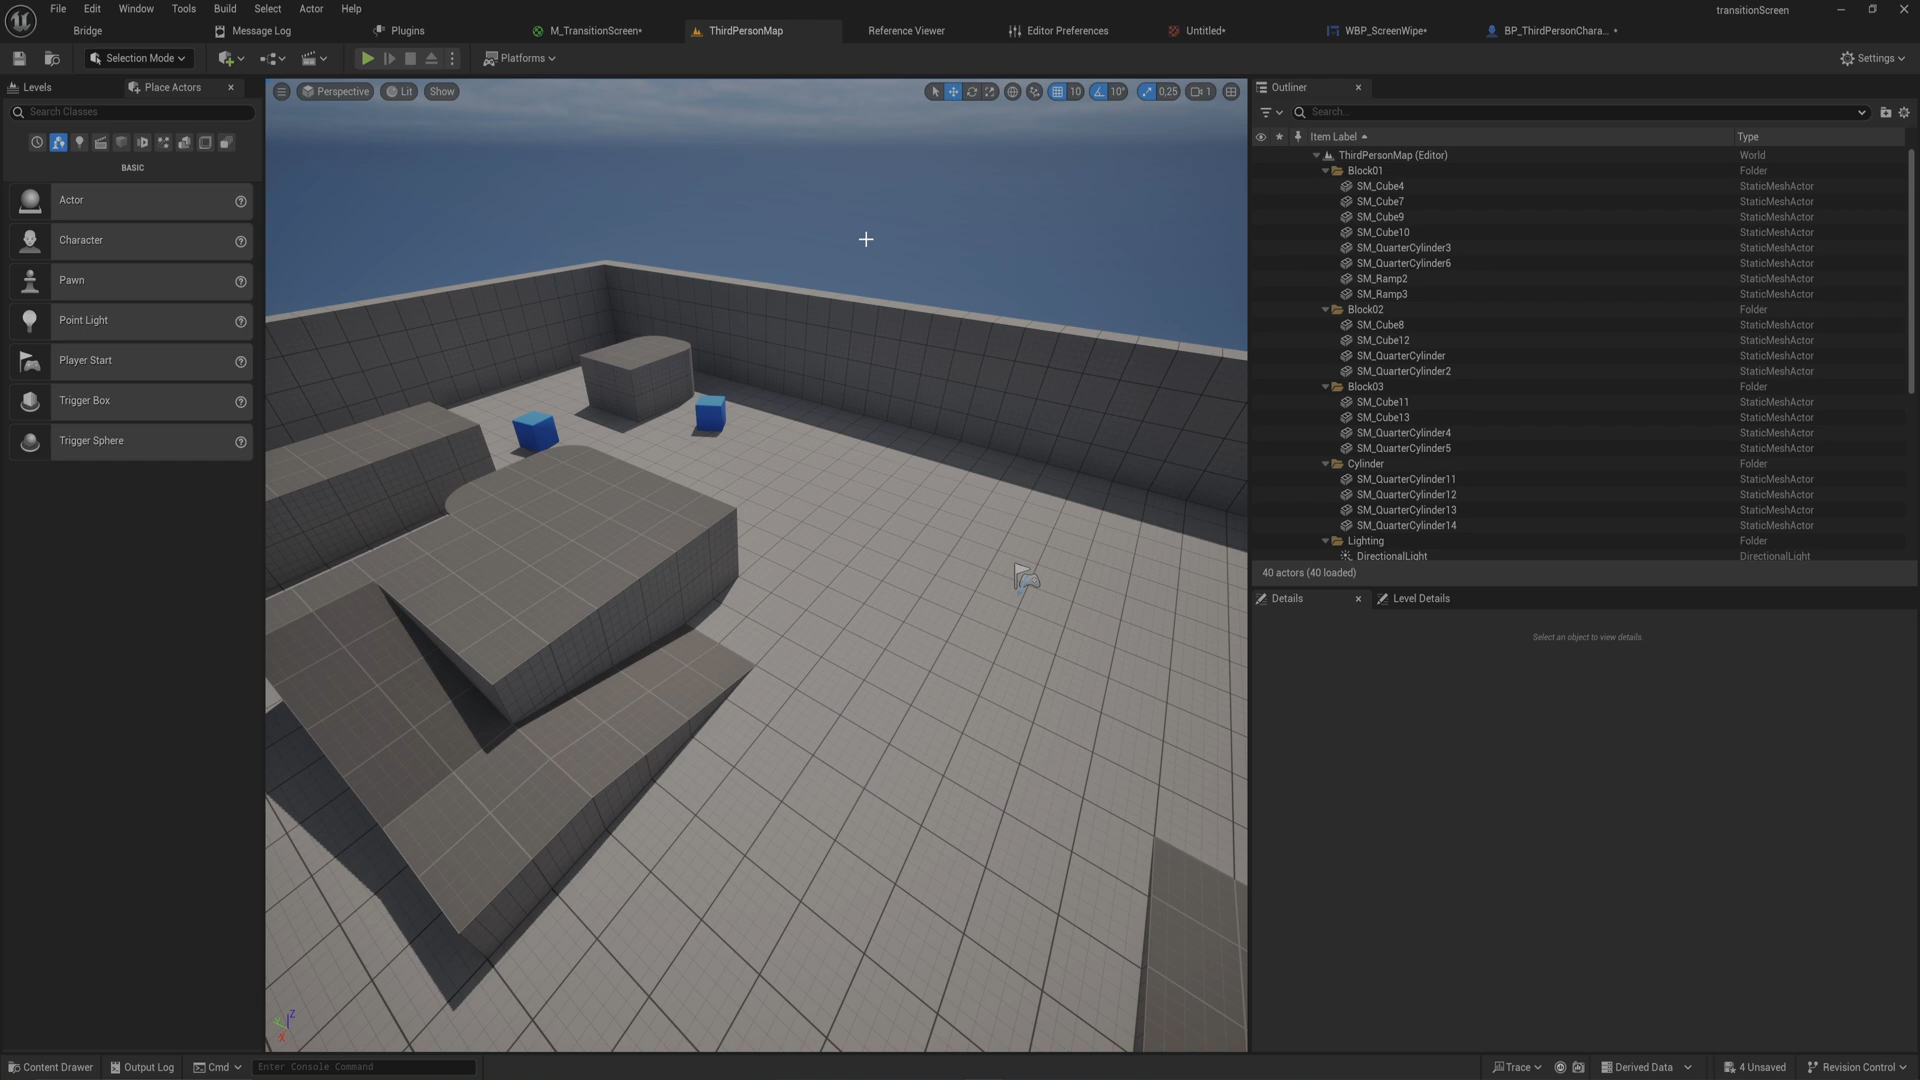 File Edit Window Tools Build Select Actor Help
transitionScreen
Bridge Message Log Plugins M_TransitionScreen* ThirdPersonMap Reference Viewer Editor Preferences Untitled* WBP_ScreenWipe* BP_ThirdPersonChara... *
Selection Mode Platforms Settings
Levels Place Actors
Search Classes
BASIC
Actor
Character
Pawn
Point Light
Player Start
Trigger Box
Trigger Sphere
Perspective Lit Show 10 10° 0,25 1
Z
Y
X
Outliner
Search...
Item Label Type
ThirdPersonMap (Editor) World
Block01 Folder
SM_Cube4 StaticMeshActor
SM_Cube7 StaticMeshActor
SM_Cube9 StaticMeshActor
SM_Cube10 StaticMeshActor
SM_QuarterCylinder3 StaticMeshActor
SM_QuarterCylinder6 StaticMeshActor
SM_Ramp2 StaticMeshActor
SM_Ramp3 StaticMeshActor
Block02 Folder
SM_Cube8 StaticMeshActor
SM_Cube12 StaticMeshActor
SM_QuarterCylinder StaticMeshActor
SM_QuarterCylinder2 StaticMeshActor
Block03 Folder
SM_Cube11 StaticMeshActor
SM_Cube13 StaticMeshActor
SM_QuarterCylinder4 StaticMeshActor
SM_QuarterCylinder5 StaticMeshActor
Cylinder Folder
SM_QuarterCylinder11 StaticMeshActor
SM_QuarterCylinder12 StaticMeshActor
SM_QuarterCylinder13 StaticMeshActor
SM_QuarterCylinder14 StaticMeshActor
Lighting Folder
DirectionalLight DirectionalLight
40 actors (40 loaded)
Details Level Details
Select an object to view details.
Content Drawer Output Log Cmd Enter Console Command Trace Derived Data 4 Unsaved Revision Control